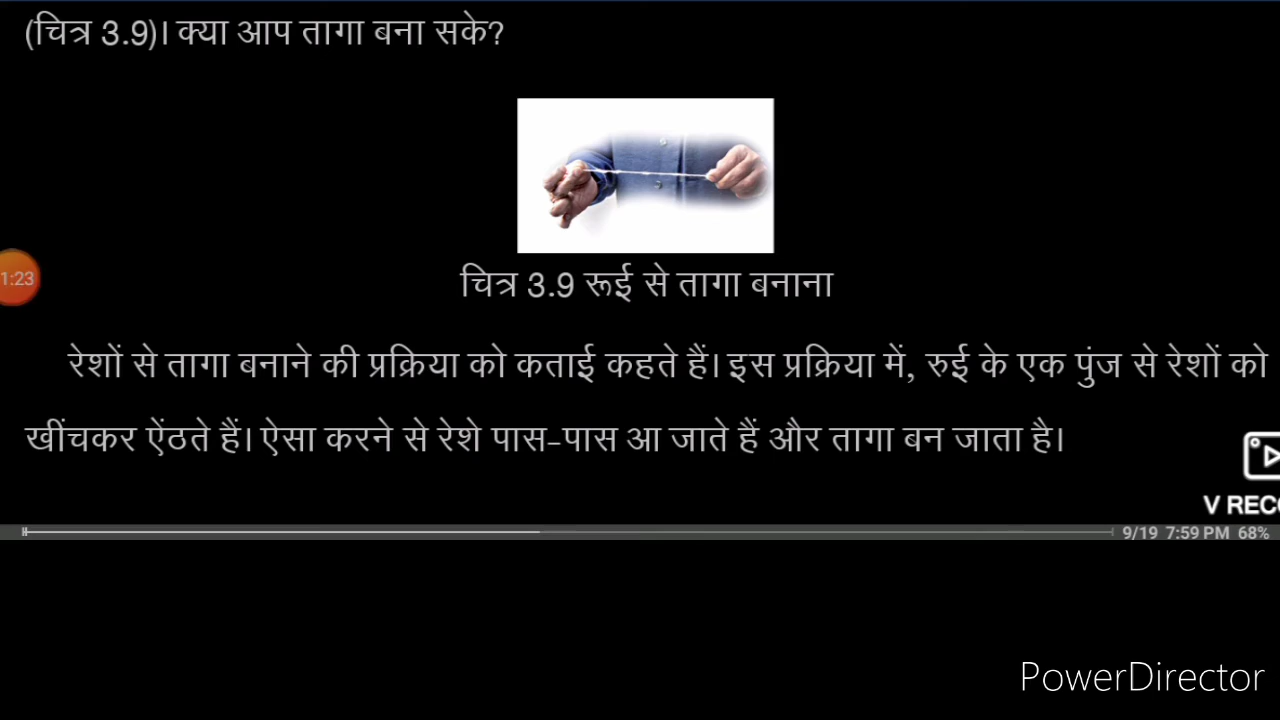 (चित्र 3.9)। क्या आप तागा बना सके?
1:23
चित्र 3.9 रूई से तागा बनाना
रेशों से तागा बनाने की प्रक्रिया को कताई कहते हैं। इस प्रक्रिया में, रुई के एक पुंज से रेशों को
खींचकर ऐंठते हैं। ऐसा करने से रेशे पास-पास आ जाते हैं और तागा बन जाता है।
V RECO
9/19 7:59 PM 68%
PowerDirector